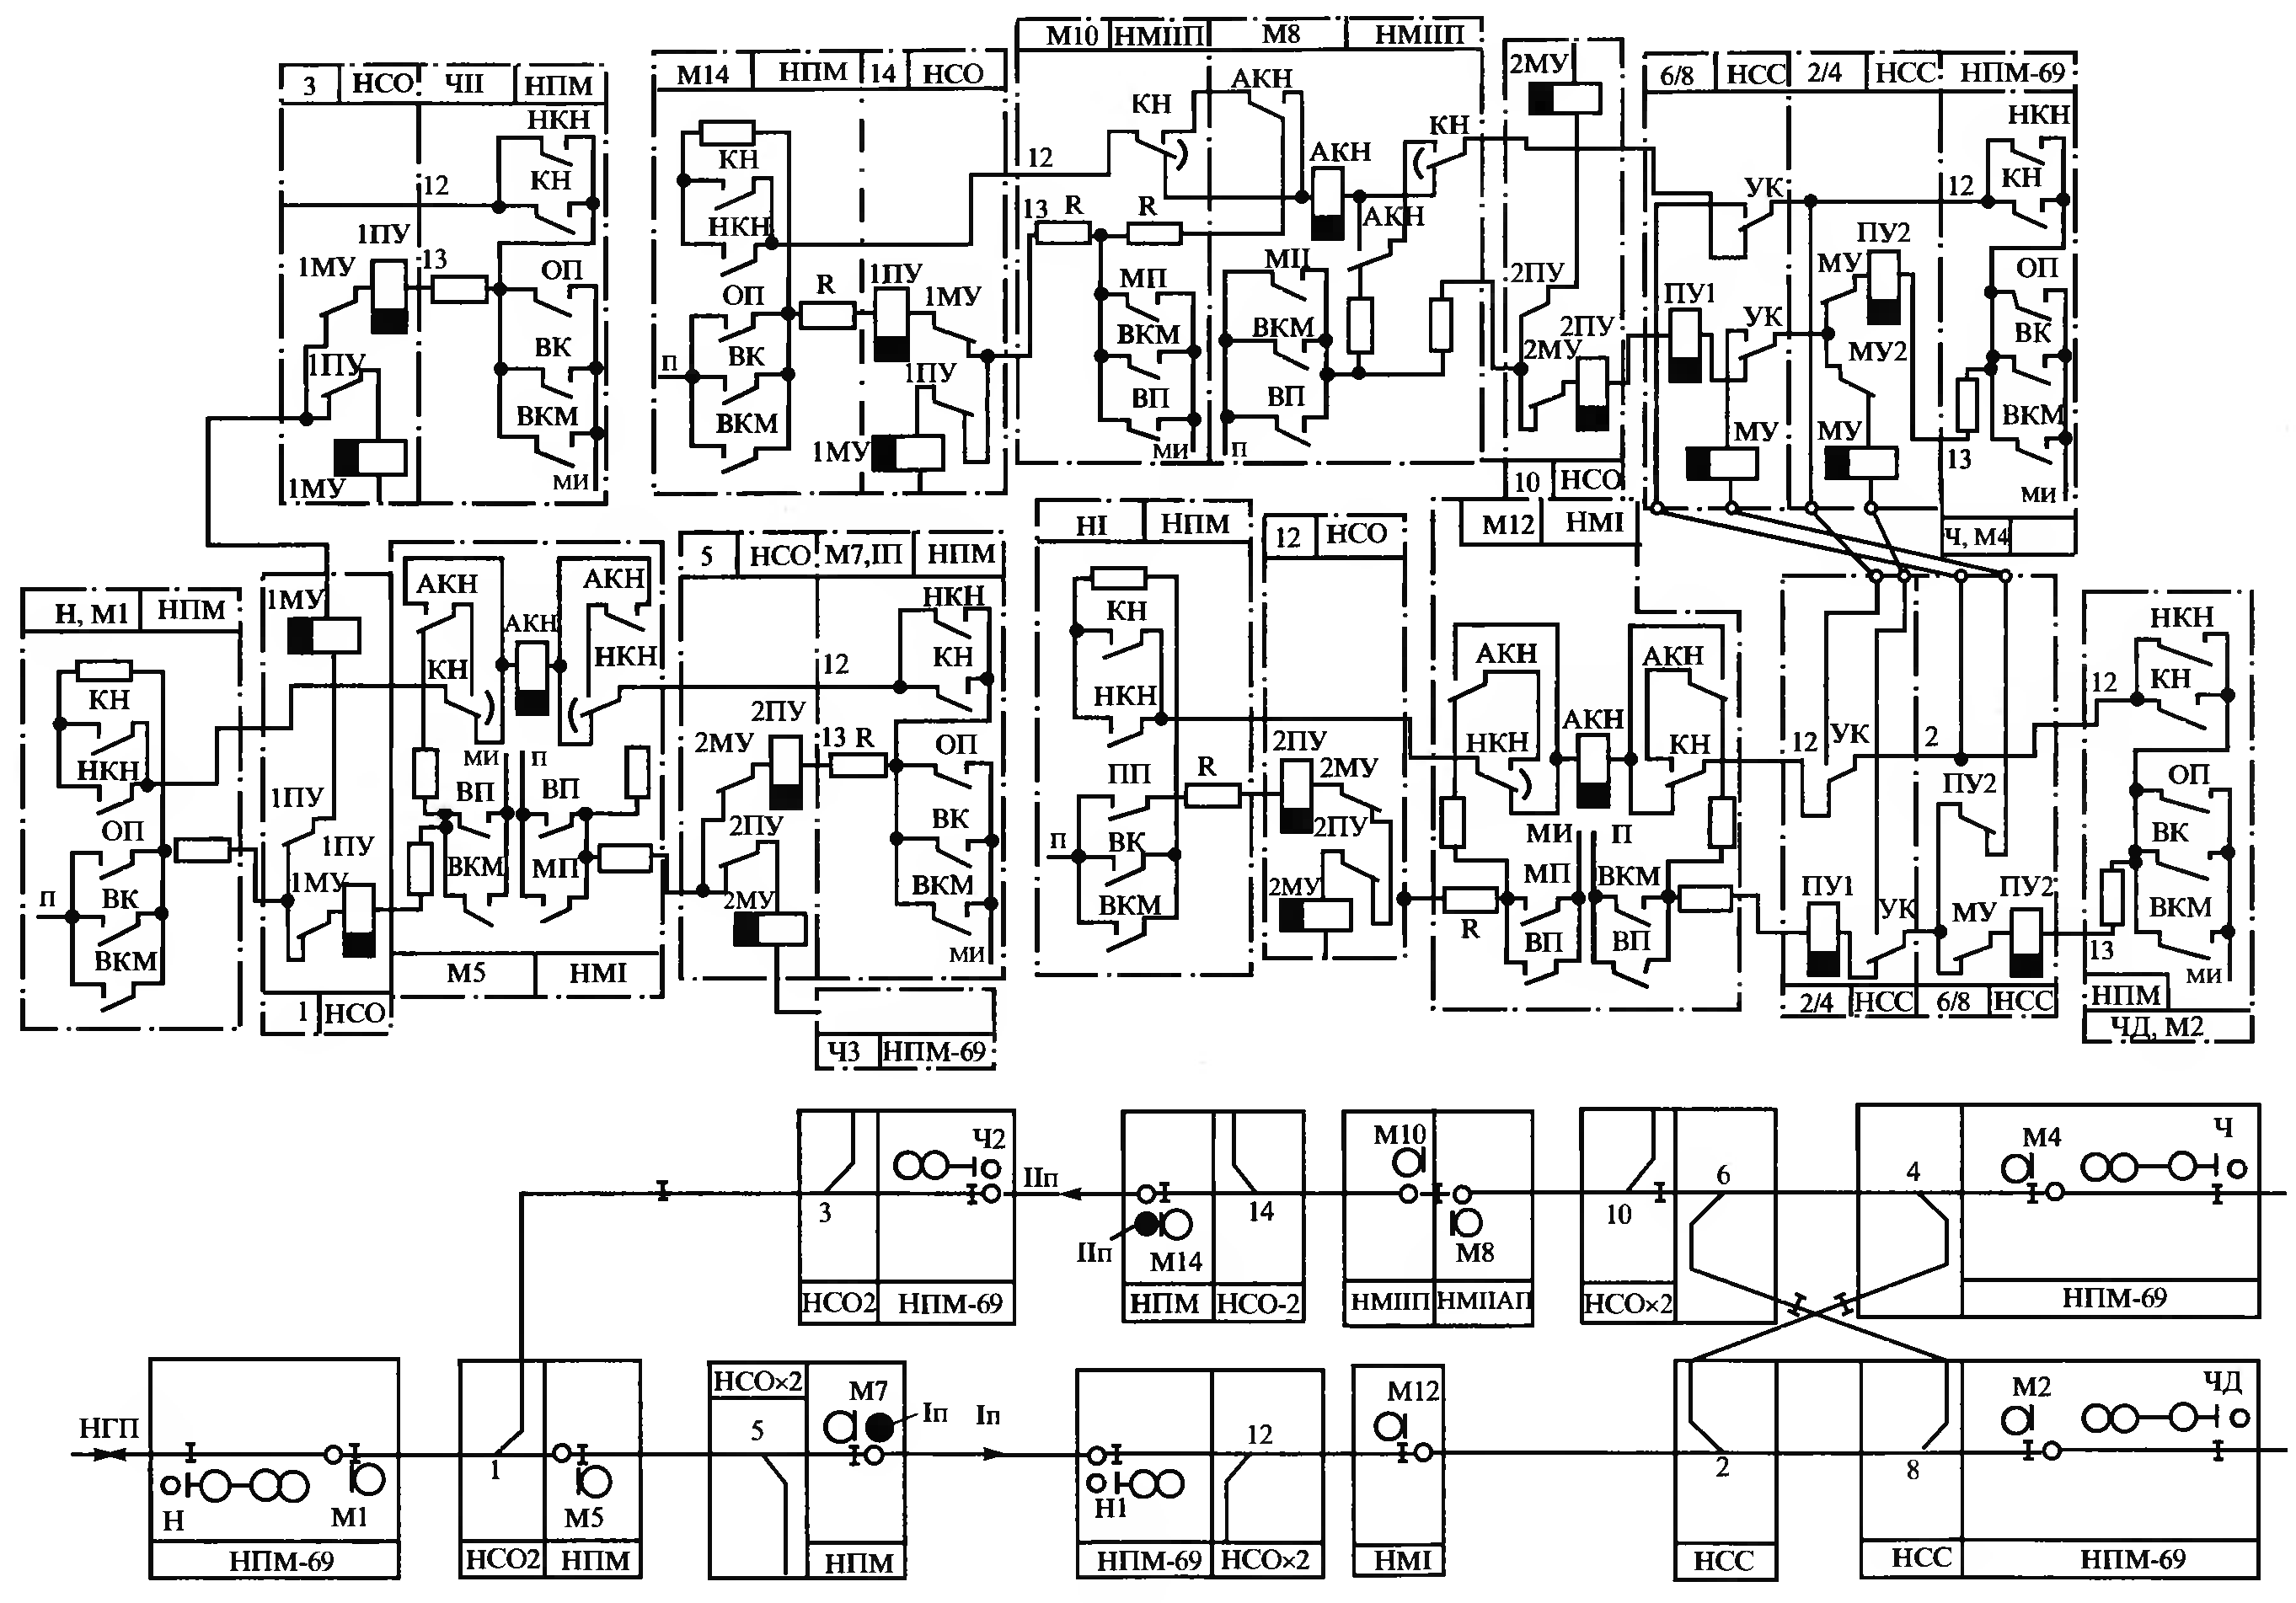 М10 НМIIП М8 НМIIП
3 НСО ЧII НПМ
М14 НПМ 14 НСО
2МУ
6/8 НСС 2/4 НСС НПМ-69
НКН
КН
12
1ПУ
1МУ
13
ОП
1ПУ
ВК
ВКМ
1МУ
МИ
КН
НКН
ОП
R
1ПУ
1МУ
П
ВК
1ПУ
ВКМ
1МУ
КН
АКН
12
АКН
КН
13 R
R
АКН
МП
МЦ
ВКМ
ВКМ
ВП
ВП
МИ
П
2ПУ
2ПУ
2МУ
10 НСО
НКН
УК
12
КН
ПУ2
МУ
ОП
ПУ1
УК
МУ2
ВК
ВКМ
МУ
МУ
13
МИ
Ч, М4
Н, М1 НПМ
КН
НКН
ОП
П
ВК
ВКМ
1МУ
1ПУ
1ПУ
1МУ
1 НСО
АКН
АКН
АКН
КН
НКН
МИ
П
ВП
ВП
ВКМ
МП
М5 НМI
5 НСО М7,IП НПМ
НКН
12
КН
2ПУ
2МУ
13 R
ОП
2ПУ
ВК
2МУ
ВКМ
МИ
Ч3 НПМ-69
НI НПМ
КН
НКН
ПП
R
П
ВК
ВКМ
12 НСО
2ПУ
2МУ
2ПУ
2МУ
М12 НМI
АКН
АКН
АКН
НКН
КН
МИ
П
МП
ВКМ
R
ВП
ВП
12
УК
2
ПУ2
ПУ1
УК
МУ
ПУ2
2/4 НСС 6/8 НСС
НКН
12
КН
ОП
ВК
ВКМ
13
МИ
НПМ
ЧД, М2
Ч2
IIп
3
НСО2 НПМ-69
IIп
М14
14
НПМ НСО-2
М10
М8
НМIIП НМIIАП
10
НСО×2
6
4
М4
Ч
НПМ-69
НГП
Н
М1
НПМ-69
1
М5
НСО2 НПМ
НСО×2
5
М7
Iп
Iп
НПМ
Н1
12
НПМ-69 НСО×2
М12
НМI
2
НСС
8
М2
ЧД
НСС НПМ-69